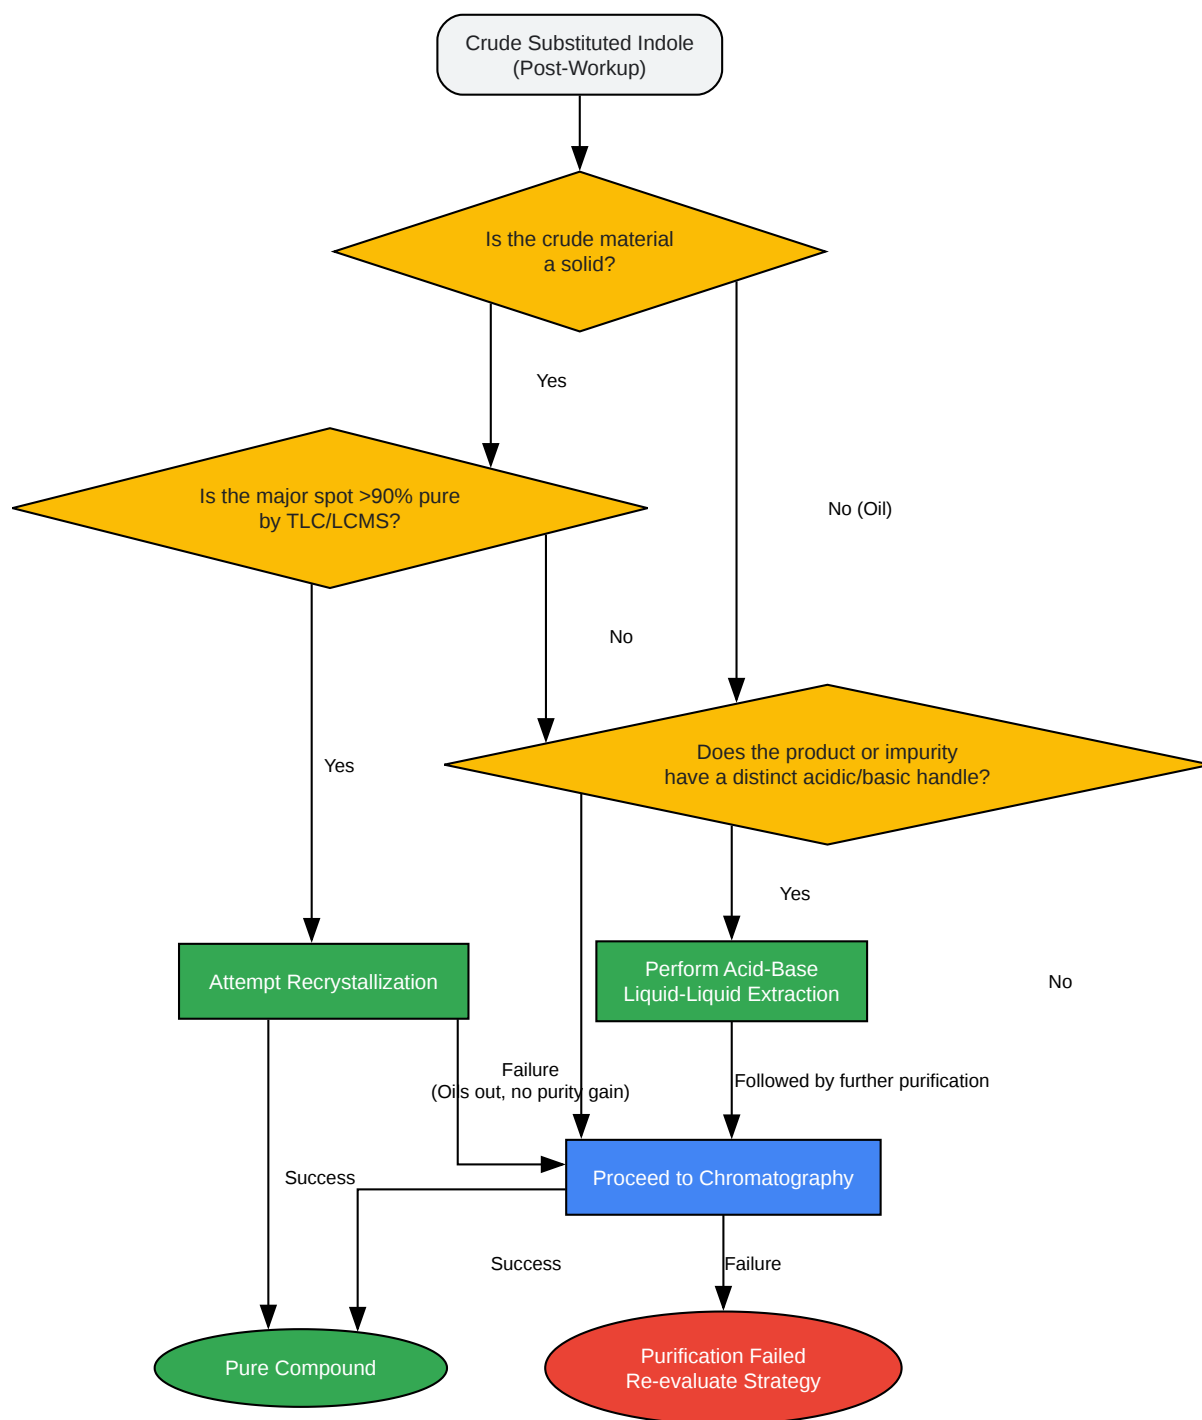 Crude Substituted Indole
(Post-Workup)
Is the crude material
a solid?
Yes
Is the major spot >90% pure
by TLC/LCMS?
No (Oil)
No
Does the product or impurity
have a distinct acidic/basic handle?
Yes
Yes
Attempt Recrystallization
Perform Acid-Base
Liquid-Liquid Extraction
No
Failure
(Oils out, no purity gain)
Followed by further purification
Proceed to Chromatography
Success
Success
Failure
Pure Compound
Purification Failed
Re-evaluate Strategy